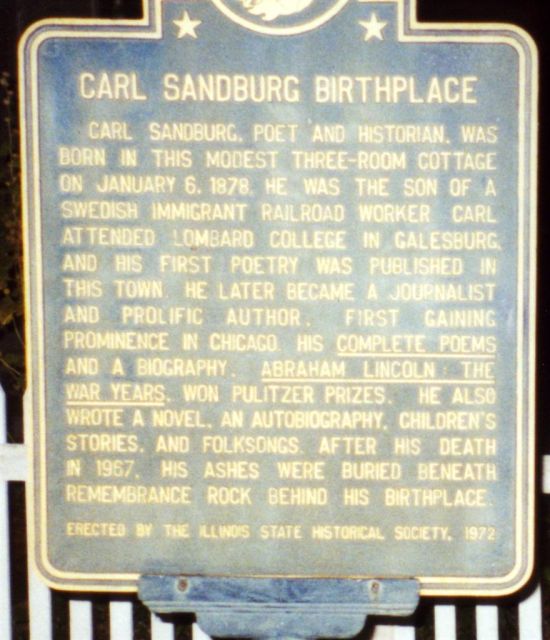 CARL SANDBURG BIRTHPLACE
CARL SANDBURG, POET AND HISTORIAN, WAS
BORN IN THIS MODEST THREE-ROOM COTTAGE
ON JANUARY 6, 1878. HE WAS THE SON OF A
SWEDISH IMMIGRANT RAILROAD WORKER CARL
ATTENDED LOMBARD COLLEGE IN GALESBURG,
AND HIS FIRST POETRY WAS PUBLISHED IN
THIS TOWN. HE LATER BECAME A JOURNALIST
AND PROLIFIC AUTHOR, FIRST GAINING
PROMINENCE IN CHICAGO. HIS COMPLETE POEMS
AND A BIOGRAPHY, ABRAHAM LINCOLN: THE
WAR YEARS, WON PULITZER PRIZES. HE ALSO
WROTE A NOVEL, AN AUTOBIOGRAPHY, CHILDREN'S
STORIES, AND FOLKSONGS. AFTER HIS DEATH
IN 1967, HIS ASHES WERE BURIED BENEATH
REMEMBRANCE ROCK BEHIND HIS BIRTHPLACE.
ERECTED BY THE ILLINOIS STATE HISTORICAL SOCIETY, 1972